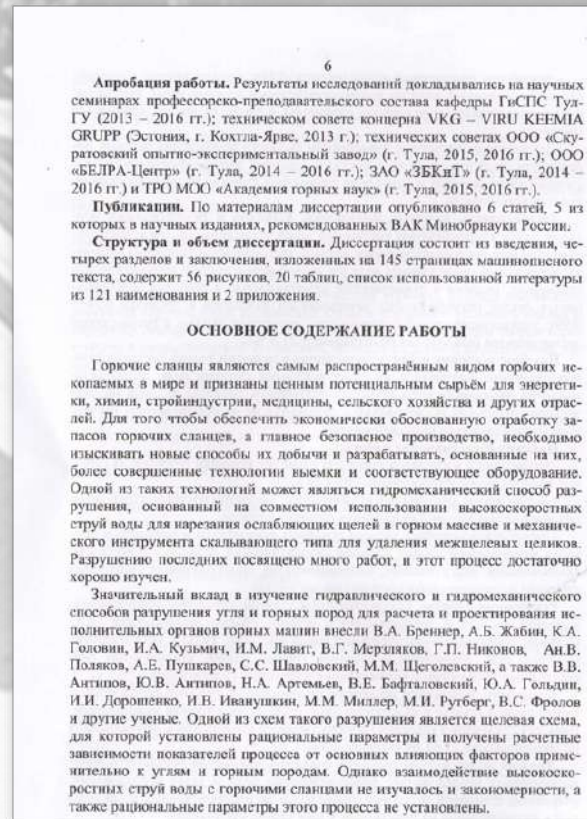 6
Апробация работы. Результаты исследований докладывались на научных
семинарах профессорско-преподавательского состава кафедры ГиСПС Тул-
ГУ (2013 – 2016 гг.); техническом совете концерна VKG – VIRU KEEMIA
GRUPP (Эстония, г. Кохтла-Ярве, 2013 г.); технических советах ООО «Ску-
ратовский опытно-экспериментальный завод» (г. Тула, 2015, 2016 гг.); ООО
«БЕЛРА-Центр» (г. Тула, 2014 – 2016 гг.); ЗАО «ЗБКиТ» (г. Тула, 2014 –
2016 гг.) и ТРО МОО «Академия горных наук» (г. Тула, 2015, 2016 гг.).
Публикации. По материалам диссертации опубликовано 6 статей, 5 из
которых в научных изданиях, рекомендованных ВАК Минобрнауки России.
Структура и объем диссертации. Диссертация состоит из введения, че-
тырех разделов и заключения, изложенных на 145 страницах машинописного
текста, содержит 56 рисунков, 20 таблиц, список использованной литературы
из 121 наименования и 2 приложения.
ОСНОВНОЕ СОДЕРЖАНИЕ РАБОТЫ
Горючие сланцы являются самым распространённым видом горючих ис-
копаемых в мире и признаны ценным потенциальным сырьём для энергети-
ки, химии, стройиндустрии, медицины, сельского хозяйства и других отрас-
лей. Для того чтобы обеспечить экономически обоснованную отработку за-
пасов горючих сланцев, а главное безопасное производство, необходимо
изыскивать новые способы их добычи и разрабатывать, основанные на них,
более совершенные технологии выемки и соответствующее оборудование.
Одной из таких технологий может являться гидромеханический способ раз-
рушения, основанный на совместном использовании высокоскоростных
струй воды для нарезания ослабляющих щелей в горном массиве и механиче-
ского инструмента скалывающего типа для удаления межщелевых целиков.
Разрушению последних посвящено много работ, и этот процесс достаточно
хорошо изучен.
Значительный вклад в изучение гидравлического и гидромеханического
способов разрушения угля и горных пород для расчета и проектирования ис-
полнительных органов горных машин внесли В.А. Бреннер, А.Б. Жабин, К.А.
Головин, И.А. Кузьмич, И.М. Лавит, В.Г. Мерзляков, Г.П. Никонов, Ан.В.
Поляков, А.Е. Пушкарев, С.С. Шавловский, М.М. Щеголевский, а также В.В.
Антипов, Ю.В. Антипов, Н.А. Артемьев, В.Е. Бафталовский, Ю.А. Гольдин,
И.И. Дорошенко, И.В. Иванушкин, М.М. Миллер, М.И. Рутберг, В.С. Фролов
и другие ученые. Одной из схем такого разрушения является щелевая схема,
для которой установлены рациональные параметры и получены расчетные
зависимости показателей процесса от основных влияющих факторов приме-
нительно к углям и горным породам. Однако взаимодействие высокоско-
ростных струй воды с горючими сланцами не изучалось и закономерности, а
также рациональные параметры этого процесса не установлены.